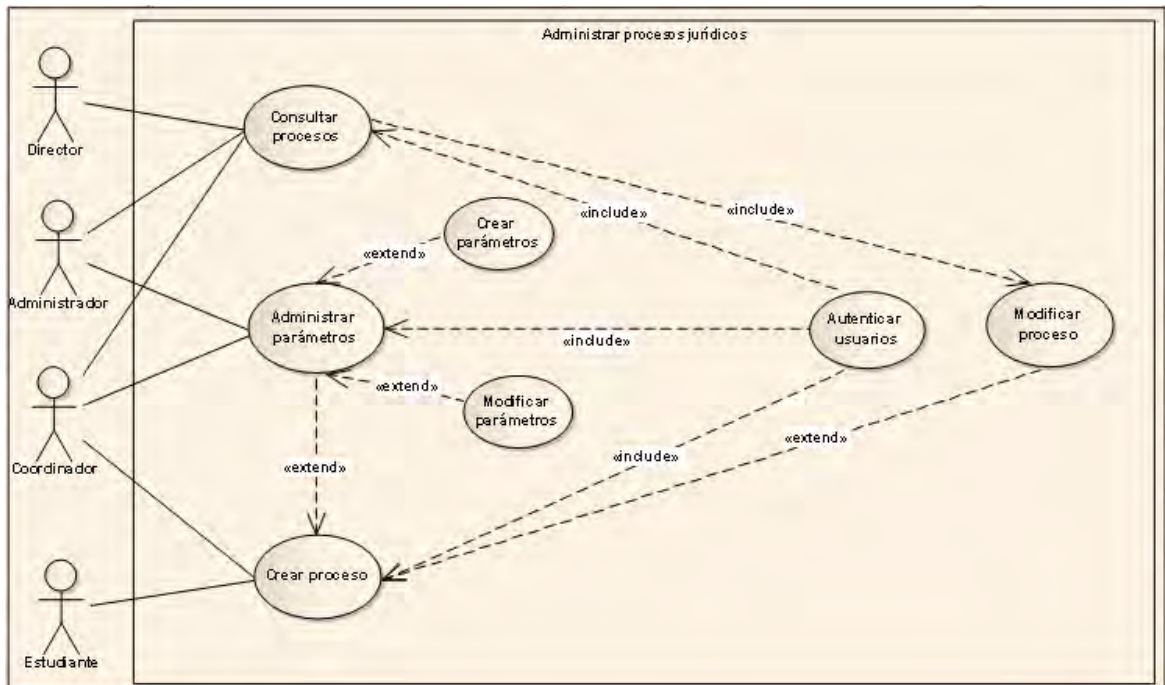 Administrar procesos jurídicos
Director
Consultar
procesos
«include»
«include»
Crear
parámetros
«extend»
Administrador
Administrar
parámetros
«include»
Autenticar
usuarios
Modificar
proceso
«extend»
Modificar
parámetros
Coordinador
«extend»
«include»
«extend»
Crear proceso
Estudiante